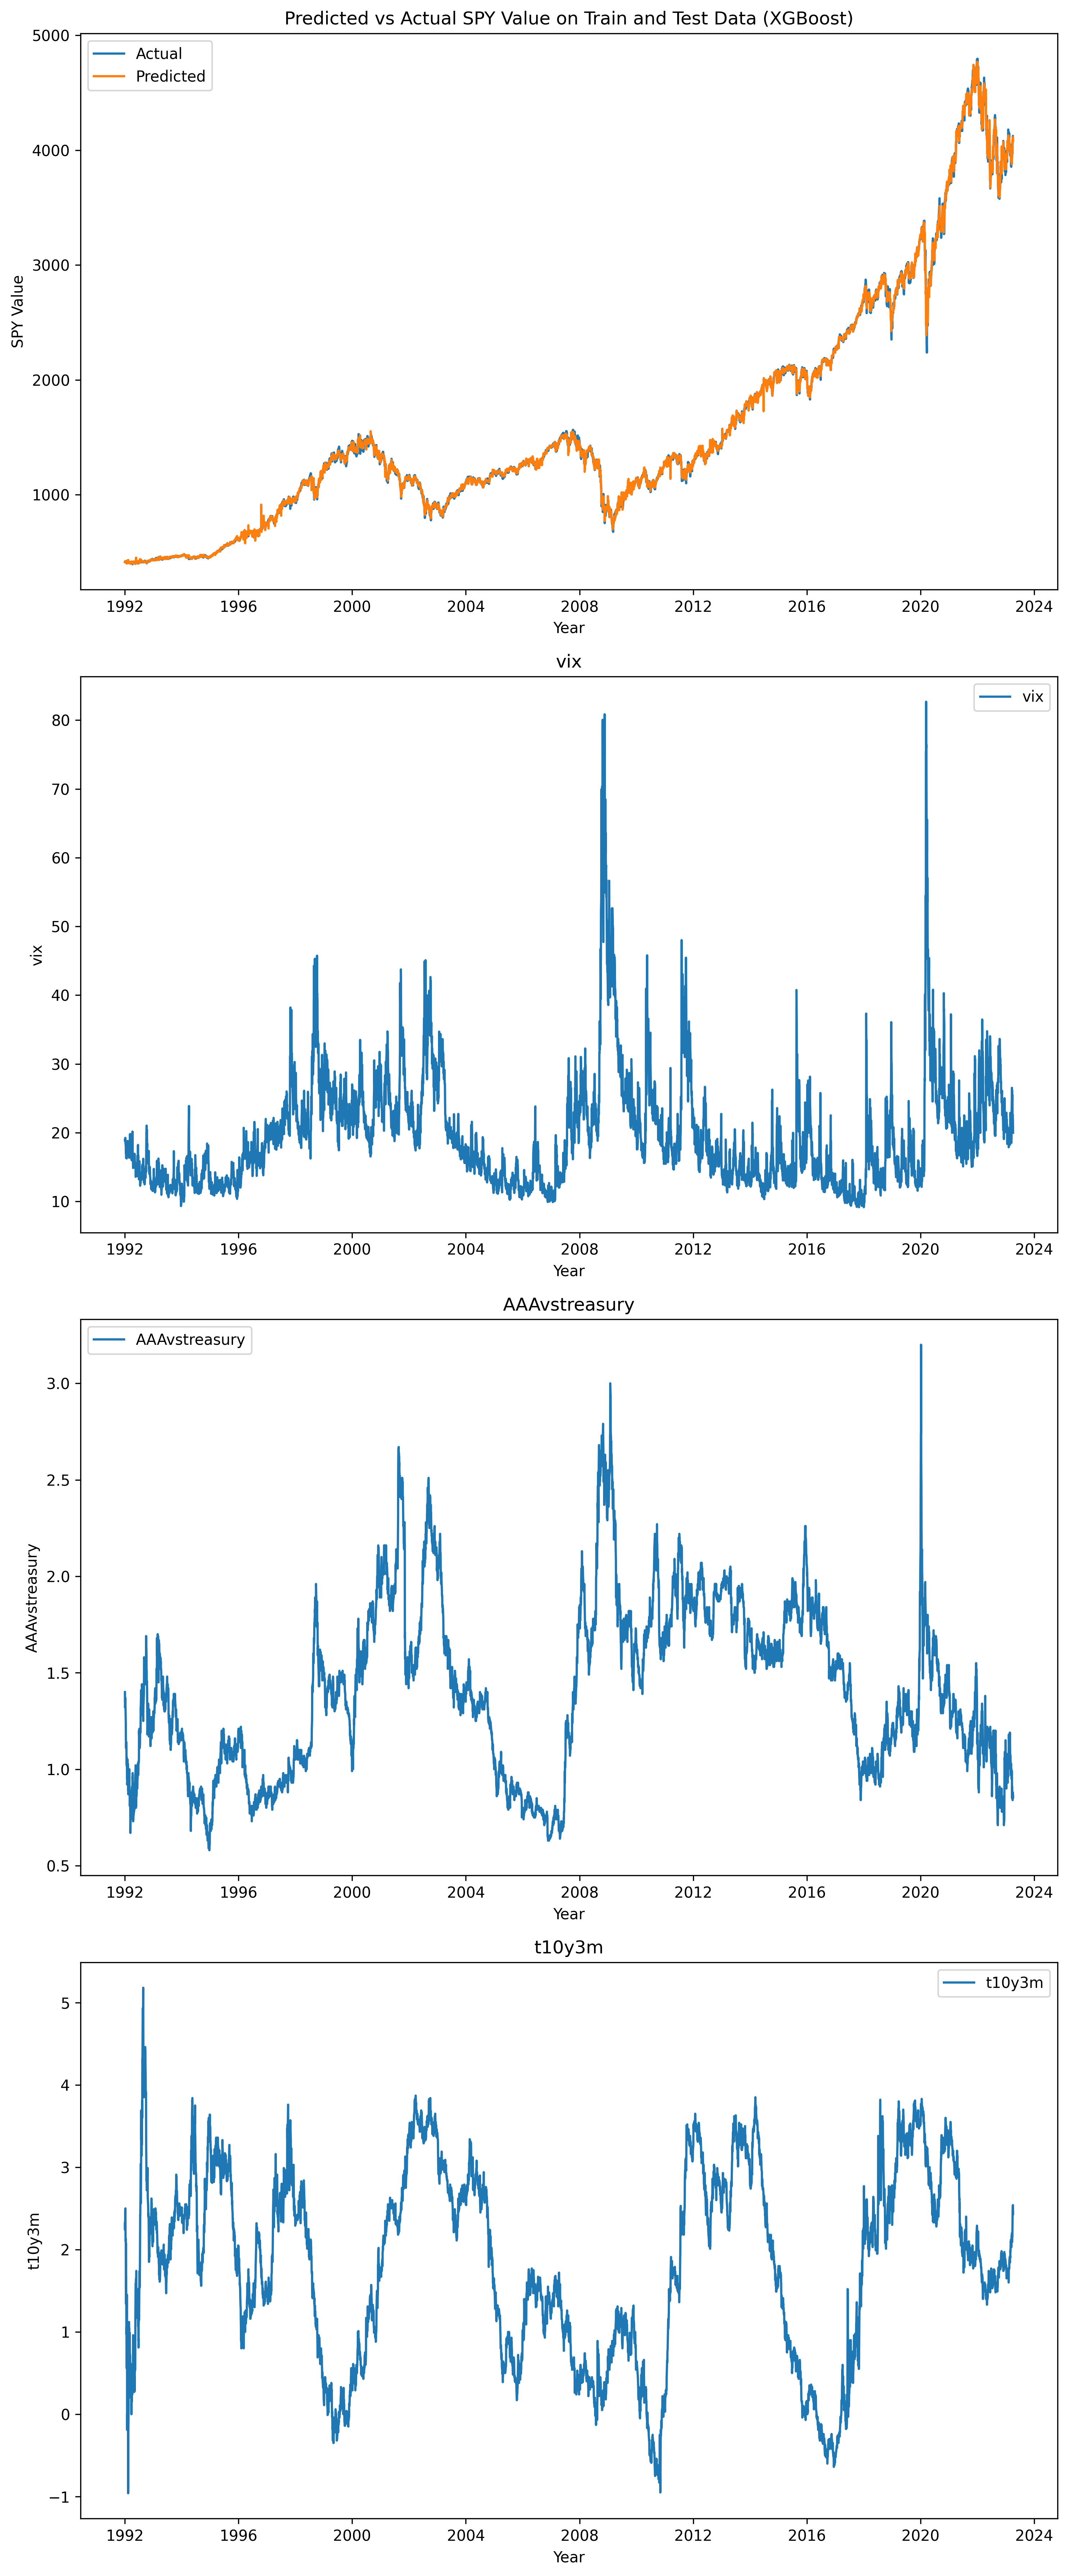 Predicted vs Actual SPY Value on Train and Test Data (XGBoost)
Actual
Predicted
SPY Value
5000
4000
3000
2000
1000
1992 1996 2000 2004 2008 2012 2016 2020 2024
Year
vix
vix
vix
80
70
60
50
40
30
20
10
1992 1996 2000 2004 2008 2012 2016 2020 2024
Year
AAAvstreasury
AAAvstreasury
AAAvstreasury
3.0
2.5
2.0
1.5
1.0
0.5
1992 1996 2000 2004 2008 2012 2016 2020 2024
Year
t10y3m
t10y3m
t10y3m
5
4
3
2
1
0
−1
1992 1996 2000 2004 2008 2012 2016 2020 2024
Year